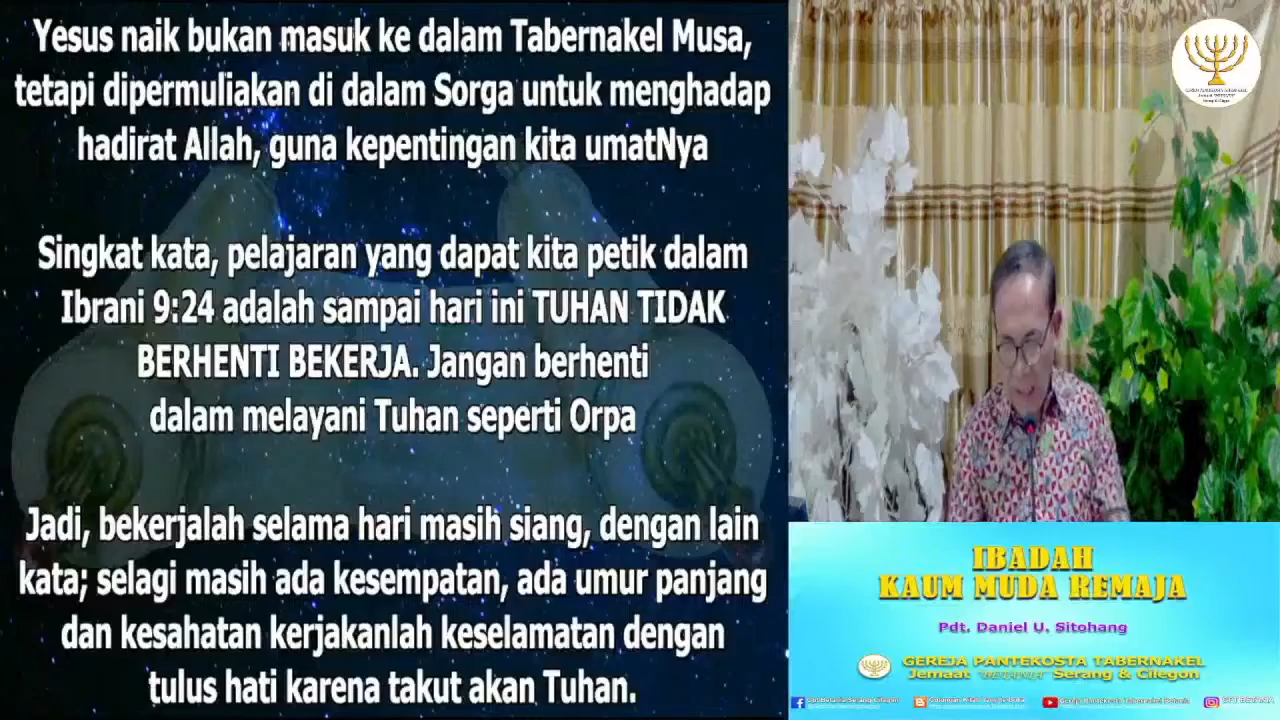 Yesus naik bukan masuk ke dalam Tabernakel Musa,
tetapi dipermuliakan di dalam Sorga untuk menghadap
hadirat Allah, guna kepentingan kita umatNya
Singkat kata, pelajaran yang dapat kita petik dalam
Ibrani 9:24 adalah sampai hari ini TUHAN TIDAK
BERHENTI BEKERJA. Jangan berhenti
dalam melayani Tuhan seperti Orpa
Jadi, bekerjalah selama hari masih siang, dengan lain
kata; selagi masih ada kesempatan, ada umur panjang
dan kesahatan kerjakanlah keselamatan dengan
tulus hati karena takut akan Tuhan.
IBADAH
KAUM MUDA REMAJA
Pdt. Daniel U. Sitohang
GEREJA PANTEKOSTA TABERNAKEL
Jemaat "BETANIA" Serang & Cilegon